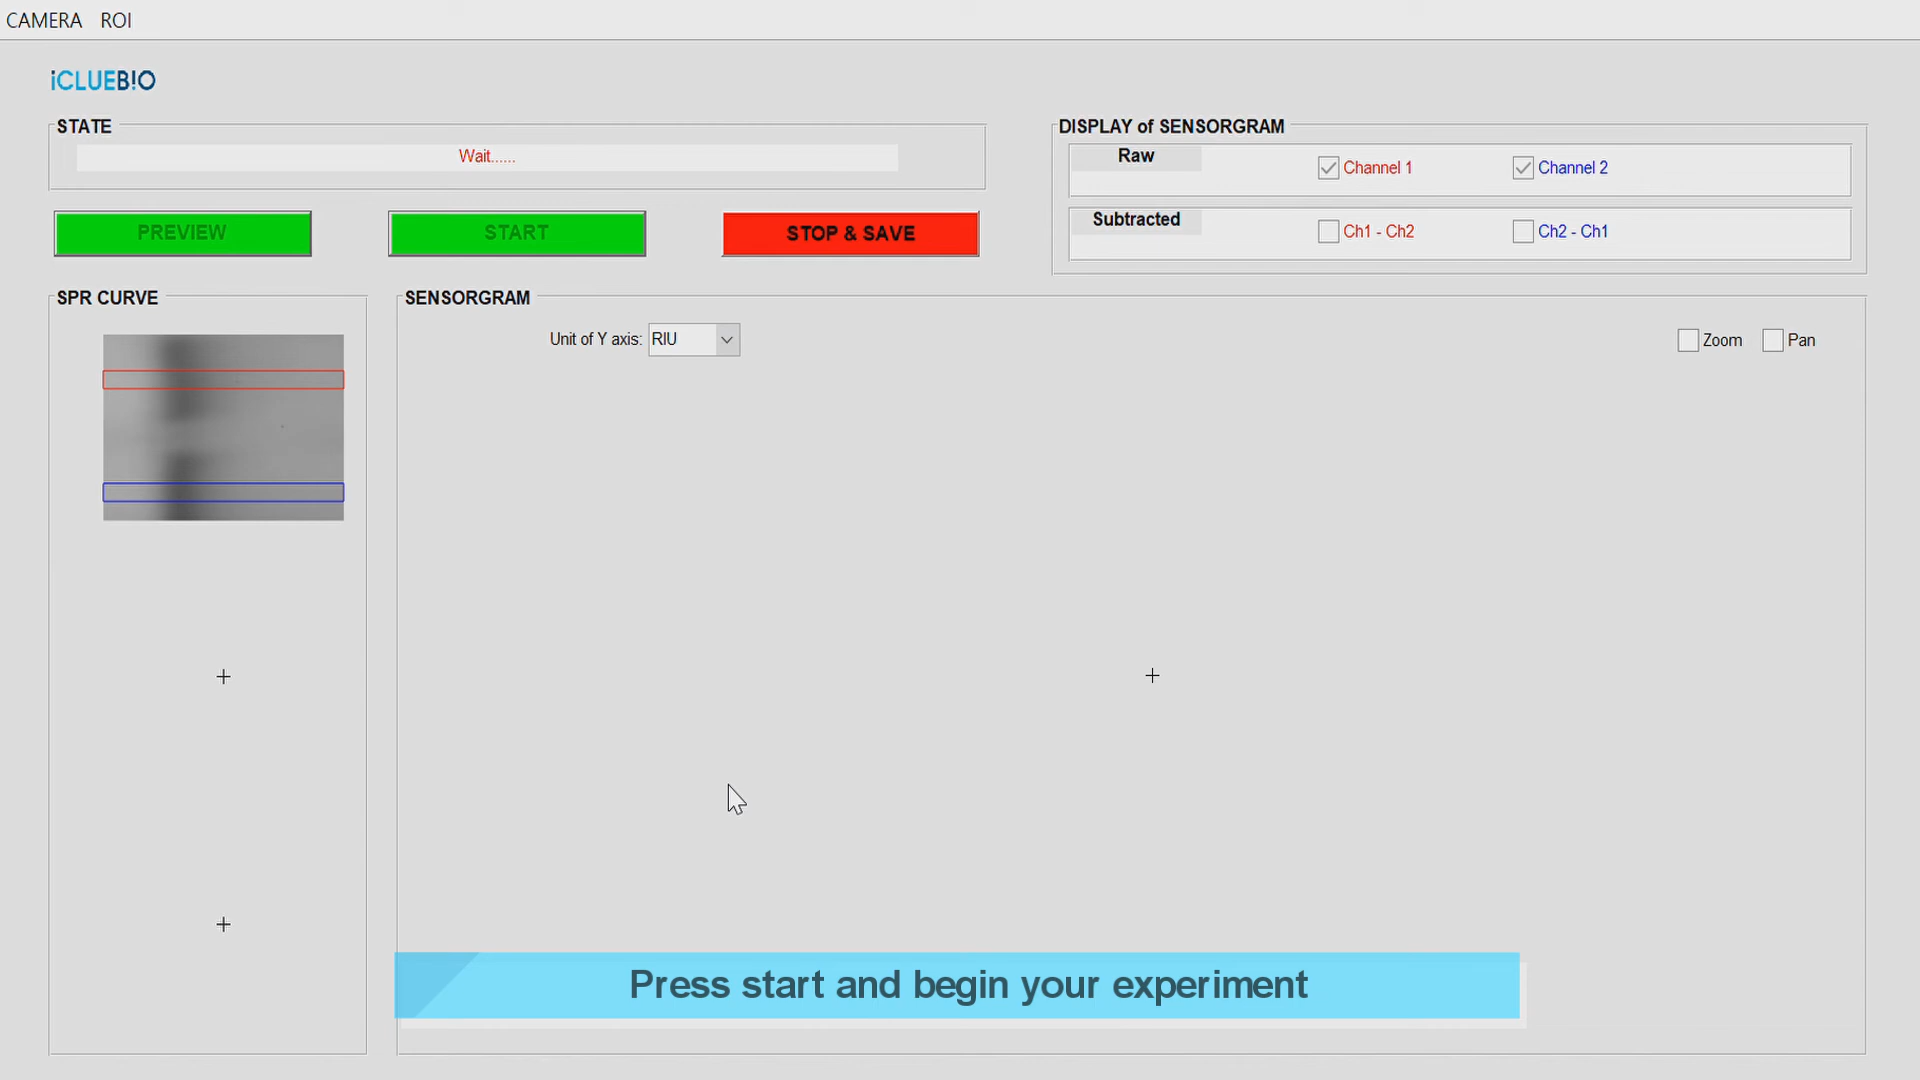 CAMERA ROI
iCLUEB!O
STATE
Wait......
PREVIEW
START
STOP & SAVE
DISPLAY of SENSORGRAM
Raw
Channel 1
Channel 2
Subtracted
Ch1 - Ch2
Ch2 - Ch1
SPR CURVE
SENSORGRAM
Unit of Y axis: RIU
Zoom
Pan
Press start and begin your experiment